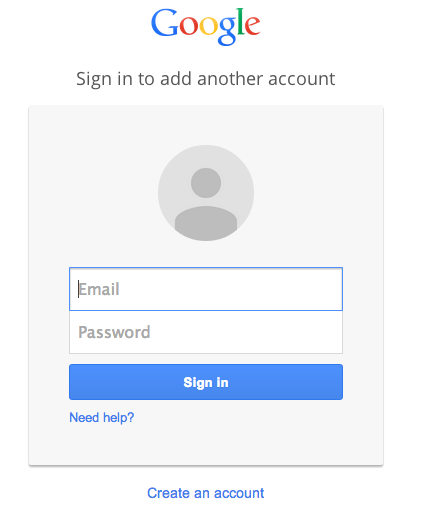 Google
Sign in to add another account
Email
Password
Sign in
Need help?
Create an account